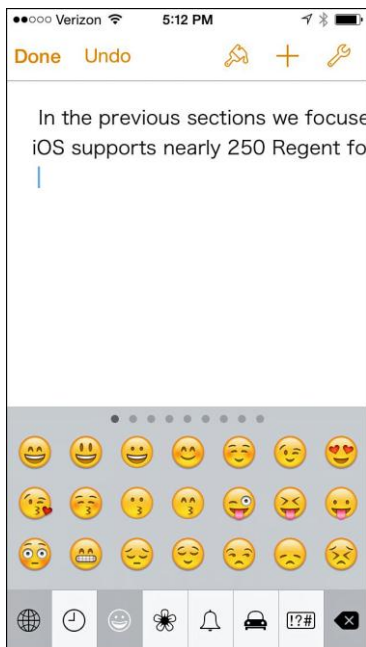 Verizon 5:12 PM
Done Undo
In the previous sections we focuse
iOS supports nearly 250 Regent fo
!?#